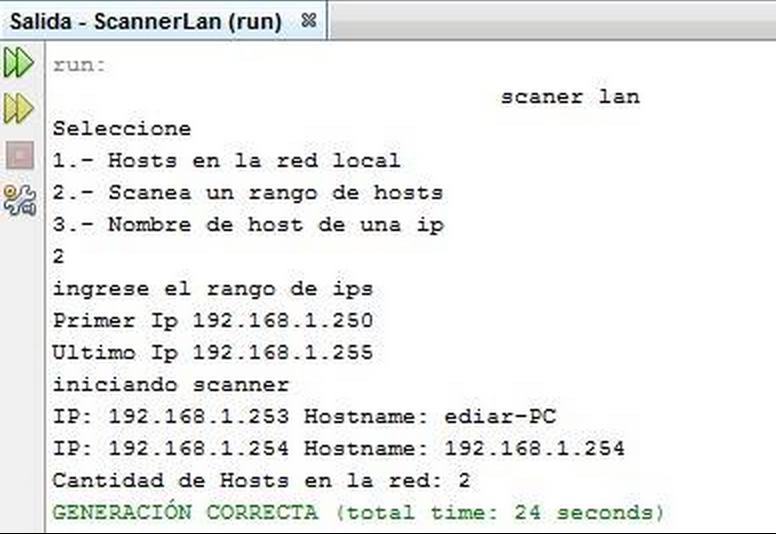 Salida - ScannerLan (run)
run:
scaner lan
Seleccione
1.- Hosts en la red local
2.- Scanea un rango de hosts
3.- Nombre de host de una ip
2
ingrese el rango de ips
Primer Ip 192.168.1.250
Ultimo Ip 192.168.1.255
iniciando scanner
IP: 192.168.1.253 Hostname: ediar-PC
IP: 192.168.1.254 Hostname: 192.168.1.254
Cantidad de Hosts en la red: 2
GENERACIÓN CORRECTA (total time: 24 seconds)